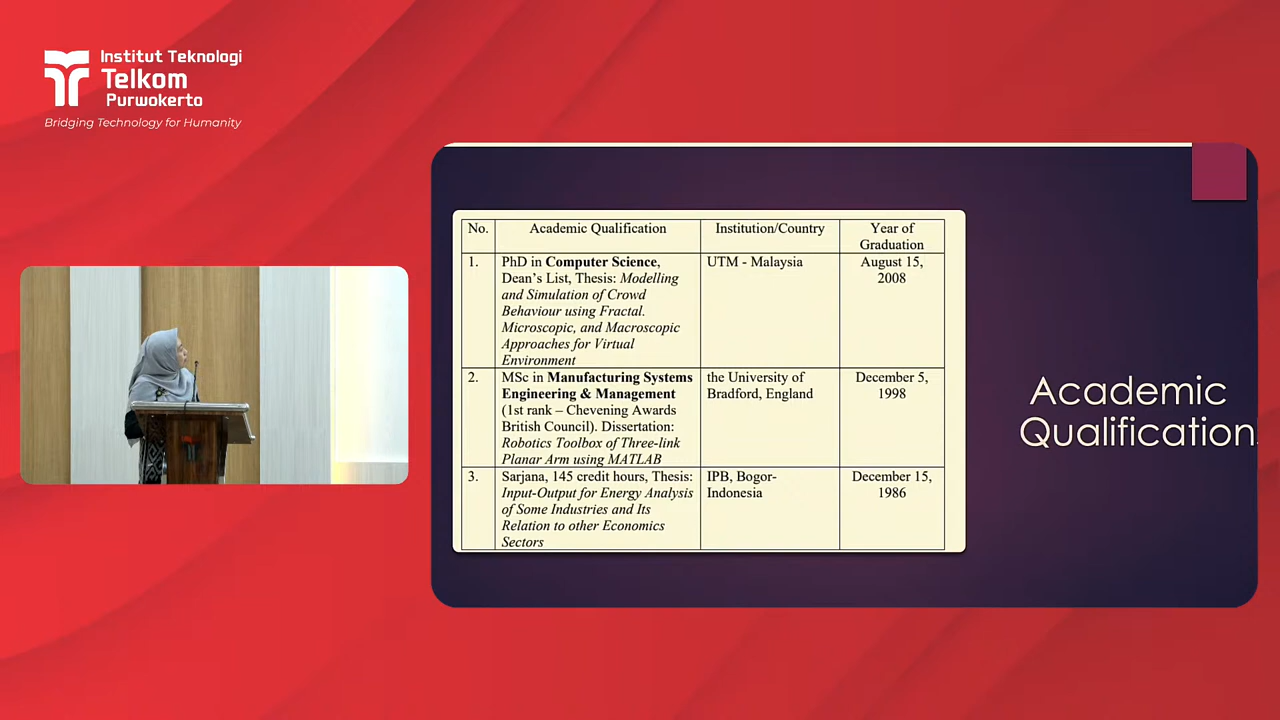 Institut Teknologi
Telkom
Purwokerto
Bridging Technology for Humanity
No.
Academic Qualification
Institution/Country
Year of
Graduation
1.
PhD in Computer Science,
Dean's List, Thesis: Modelling
and Simulation of Crowd
Behaviour using Fractal.
Microscopic, and Macroscopic
Approaches for Virtual
Environment
UTM - Malaysia
August 15,
2008
2.
MSc in Manufacturing Systems
Engineering & Management
(1st rank – Chevening Awards
British Council). Dissertation:
Robotics Toolbox of Three-link
Planar Arm using MATLAB
the University of
Bradford, England
December 5,
1998
3.
Sarjana, 145 credit hours, Thesis:
Input-Output for Energy Analysis
of Some Industries and Its
Relation to other Economics
Sectors
IPB, Bogor-
Indonesia
December 15,
1986
Academic
Qualification